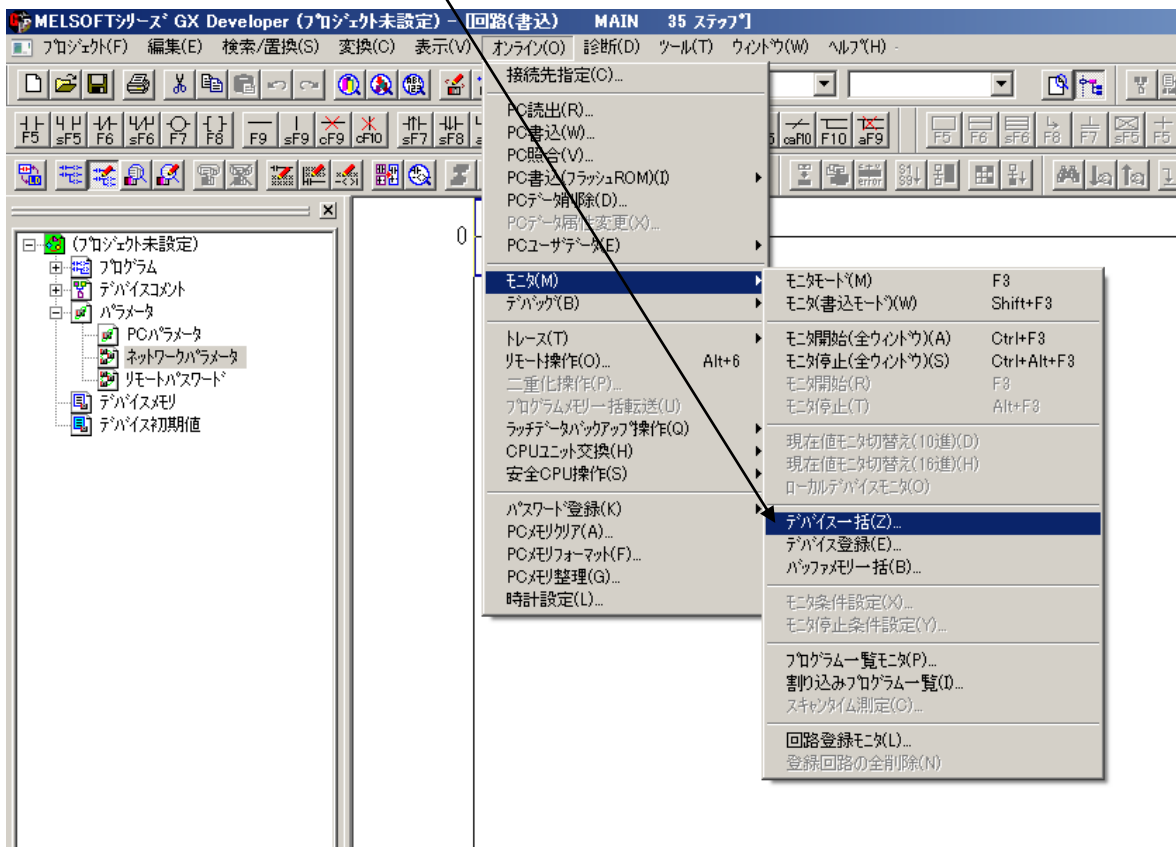 MELSOFTシリーズ GX Developer (プロジェクト未設定) - [回路(書込) MAIN 35 ステップ]
プロジェクト(F) 編集(E) 検索/置換(S) 変換(C) 表示(V) オンライン(O) 診断(D) ツール(T) ウィンドウ(W) ヘルプ(H)
F5 sF5 F6 sF6 F7 F8 F9 sF9 cF9 cF10 sF7 sF8 caF10 F10 aF9 F5 F6 sF6 F8 F7 sF5 F5
error
(プロジェクト未設定)
プログラム
デバイスコメント
パラメータ
PCパラメータ
ネットワークパラメータ
リモートパスワード
デバイスメモリ
デバイス初期値
0
接続先指定(C)...
PC読出(R)...
PC書込(W)...
PC照合(V)...
PC書込(フラッシュROM)(I)
PCデータ削除(D)...
PCデータ属性変更(X)...
PCユーザデータ(E)
モニタ(M)
デバッグ(B)
トレース(T)
リモート操作(O)... Alt+6
二重化操作(P)...
プログラムメモリ一括転送(U)
ラッチデータバックアップ操作(Q)
CPUユニット交換(H)
安全CPU操作(S)
パスワード登録(K)
PCメモリクリア(A)...
PCメモリフォーマット(F)...
PCメモリ整理(G)...
時計設定(L)...
モニタモード(M) F3
モニタ(書込モード)(W) Shift+F3
モニタ開始(全ウィンドウ)(A) Ctrl+F3
モニタ停止(全ウィンドウ)(S) Ctrl+Alt+F3
モニタ開始(R) F3
モニタ停止(T) Alt+F3
現在値モニタ切替え(10進)(D)
現在値モニタ切替え(16進)(H)
ローカルデバイスモニタ(O)
デバイス一括(Z)...
デバイス登録(E)...
バッファメモリ一括(B)...
モニタ条件設定(X)...
モニタ停止条件設定(Y)...
プログラム一覧モニタ(P)...
割り込みプログラム一覧(I)...
スキャンタイム測定(C)...
回路登録モニタ(L)...
登録回路の全削除(N)